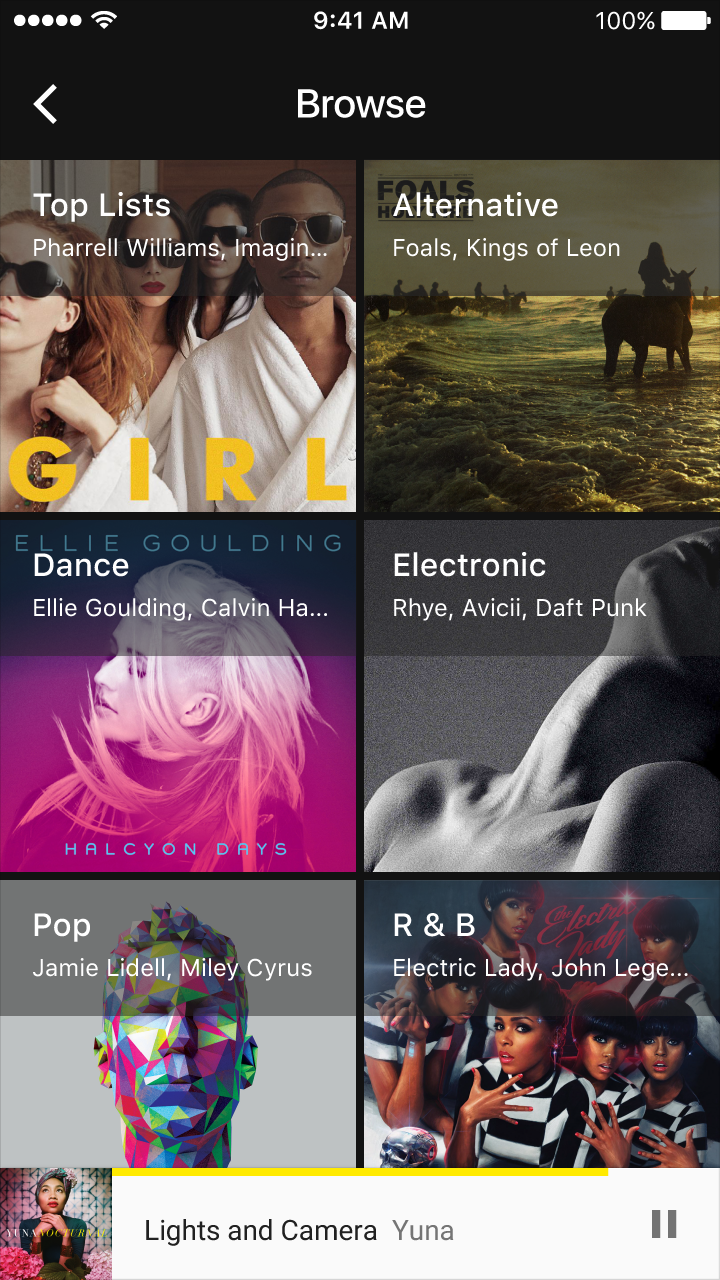 9:41 AM
100%
Browse
FOALS
Top Lists
Alternative
Pharrell Williams, Imagin...
Foals, Kings of Leon
GIRL
ELLIE GOULDING
Dance
Electronic
Ellie Goulding, Calvin Ha...
Rhye, Avicii, Daft Punk
HALCYON DAYS
the Electric
Lady
Pop
R & B
Jamie Lidell, Miley Cyrus
Electric Lady, John Lege...
YUNA NOCTURNAL
Lights and Camera Yuna